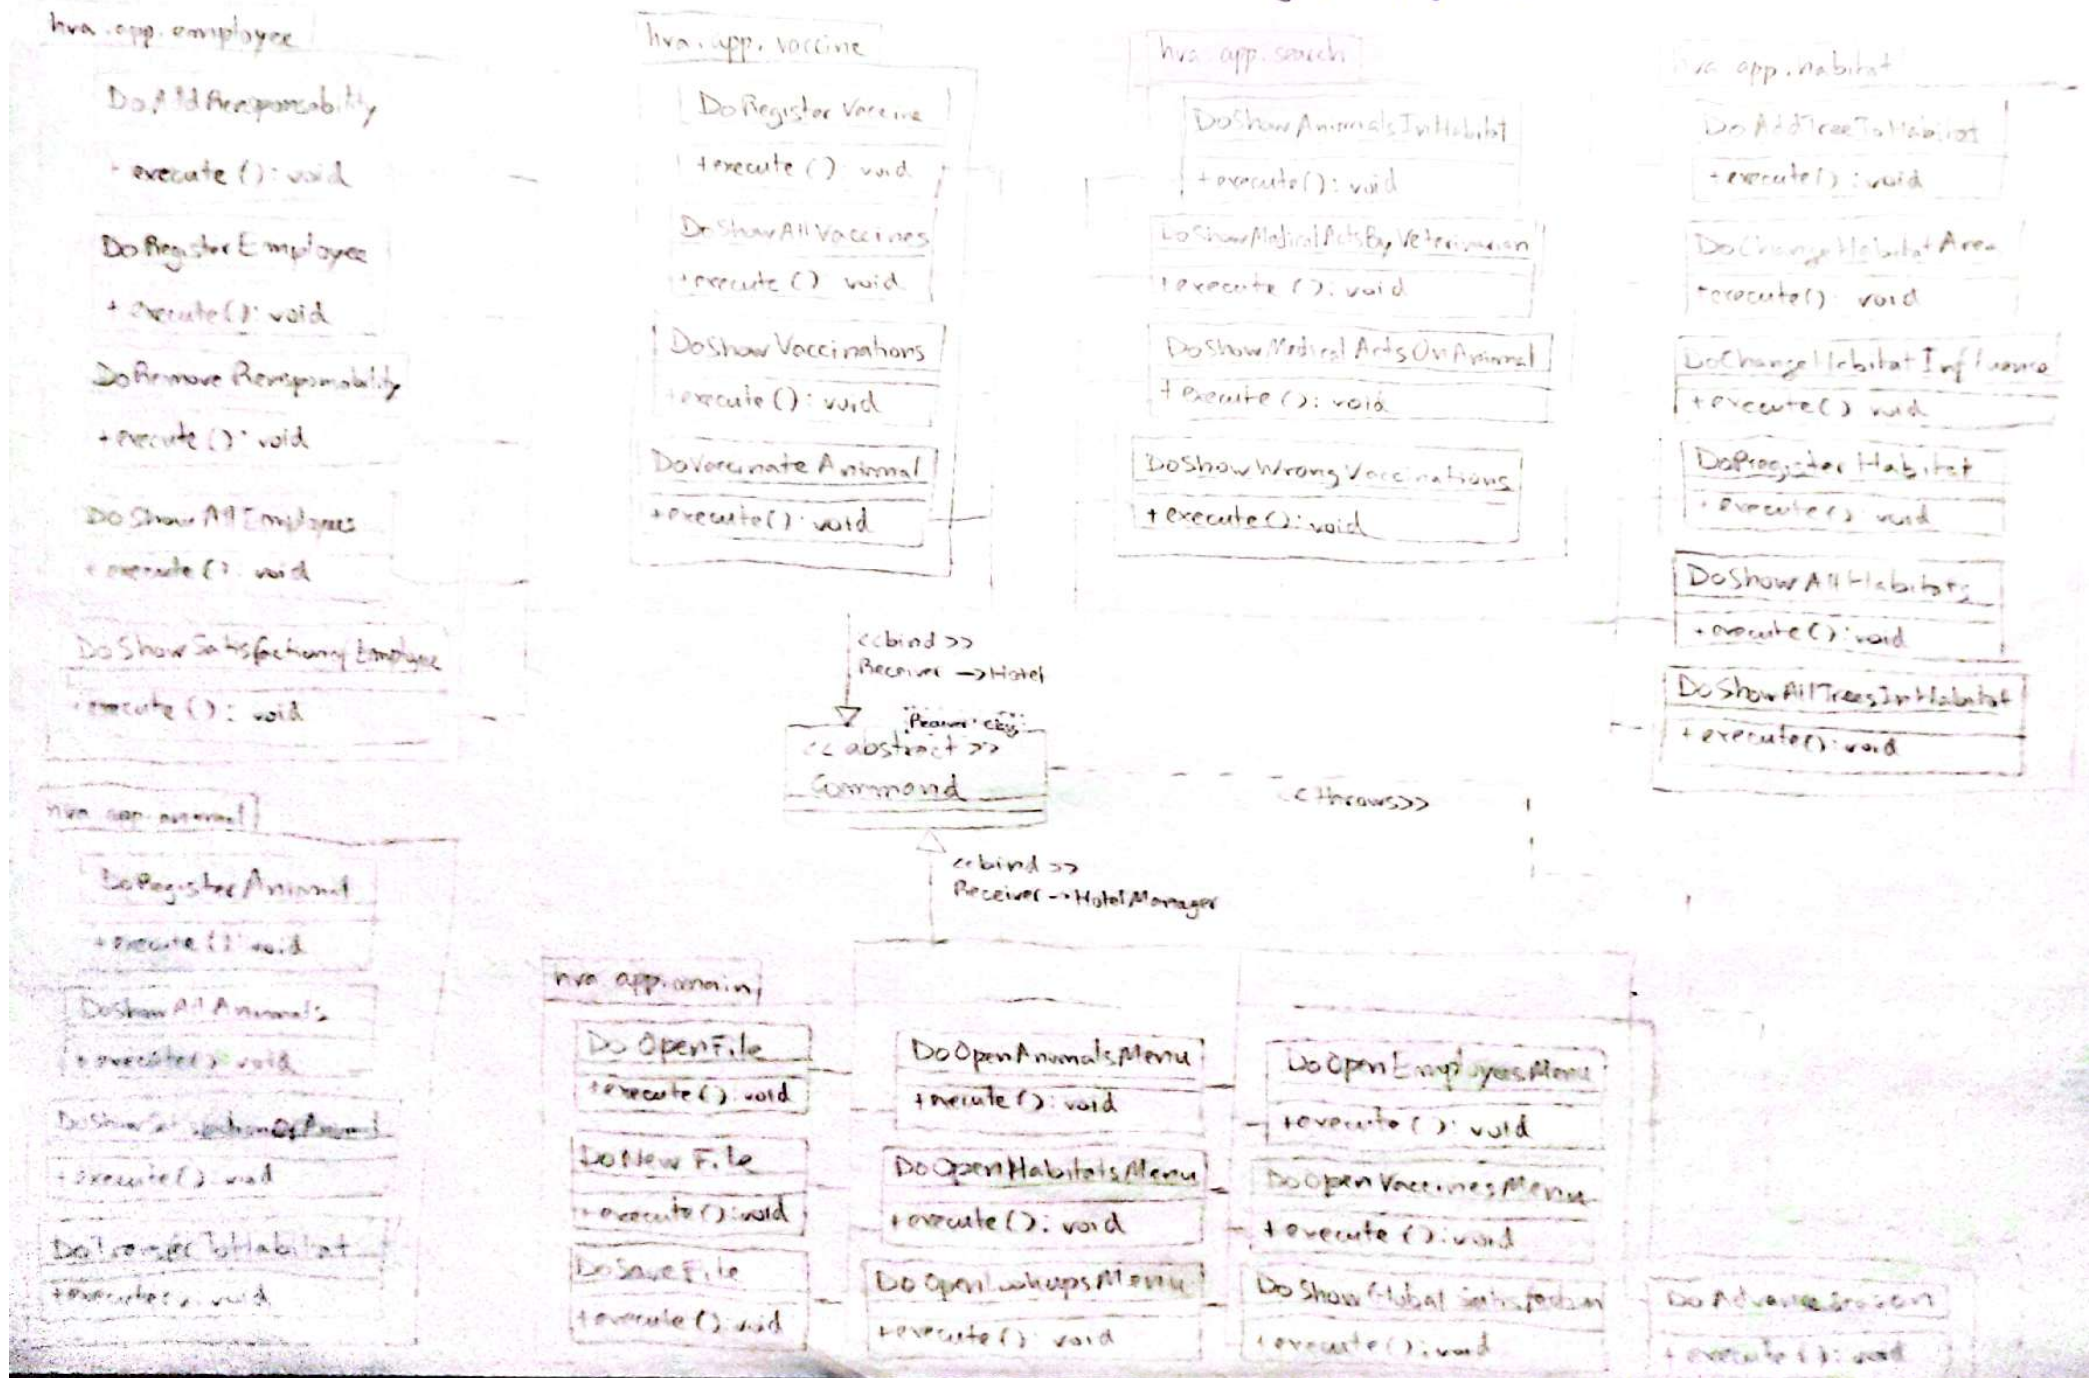 hva.app.employee
DoAddRensponsability
+ execute (): void
DoRegisterEmployee
+ execute(): void
DoRemoveRensponsability
+ execute (): void
DoShowAllEmployees
+ execute (): void
DoShowSatisfactionofEmployee
+ execute (): void
hva.app.vaccine
DoRegisterVaccine
+execute (): void
DoShowAllVaccines
+execute (): void
DoShowVaccinations
+execute (): void
DoVaccinateAnimal
+execute(): void
hva.app.search
DoShowAnimalsInHabitat
+execute(): void
DoShowMedicalActsByVeterinarian
+execute (): void
DoShowMedicalActsOnAnimal
+execute (): void
DoShowWrongVaccinations
+execute(): void
hva.app.habitat
DoAddTreeToHabitat
+execute(): void
DoChangeHabitatArea
+execute(): void
DoChangeHabitatInfluence
+execute() void
DoRegisterHabitat
+execute(): void
DoShowAllHabitats
+execute(): void
DoShowAllTreesInHabitat
+execute(): void
<<bind >>
Receiver -> Hotel
<< abstract >>
Command
<<throws>>
<<bind >>
Receiver -> HotelManager
hva.app.animal
DoRegisterAnimal
+execute (): void
DoShowAllAnimals
+execute(): void
+execute(): void
DoTransferToHabitat
+execute(): void
hva.app.main
DoOpenFile
+execute(): void
DoNewFile
+execute(): void
DoSaveFile
+execute(): void
DoOpenAnimalsMenu
+execute(): void
DoOpenHabitatsMenu
+execute(): void
DoOpenLookupsMenu
+execute(): void
DoOpenEmployeesMenu
+execute(): void
DoOpenVaccinesMenu
+execute(): void
DoShowGlobalSatisfaction
+execute(): void
DoAdvanceSeason
+execute(): void